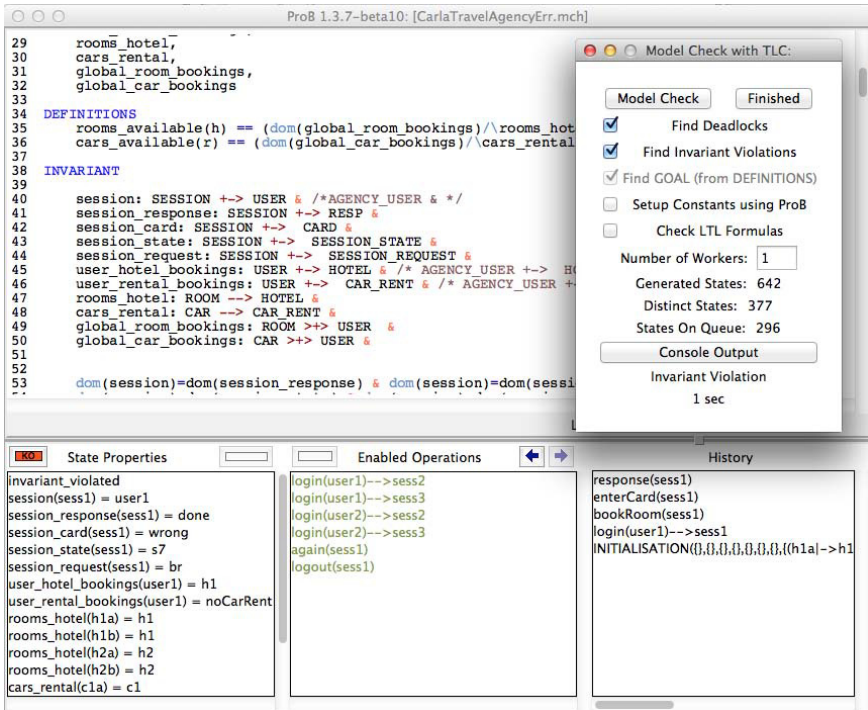 ProB 1.3.7-beta10: [CarlaTravelAgencyErr.mch]
29 rooms_hotel,
30 cars_rental,
31 global_room_bookings,
32 global_car_bookings
33
34 DEFINITIONS
35 rooms_available(h) == (dom(global_room_bookings)/\rooms_hot
36 cars_available(r) == (dom(global_car_bookings)/\cars_rental
37
38 INVARIANT
39
40 session: SESSION +-> USER & /*AGENCY_USER & */
41 session_response: SESSION +-> RESP &
42 session_card: SESSION +-> CARD &
43 session_state: SESSION +-> SESSION_STATE &
44 session_request: SESSION +-> SESSION_REQUEST &
45 user_hotel_bookings: USER +-> HOTEL & /* AGENCY_USER +-> HO
46 user_rental_bookings: USER +-> CAR_RENT & /* AGENCY_USER +
47 rooms_hotel: ROOM --> HOTEL &
48 cars_rental: CAR --> CAR_RENT &
49 global_room_bookings: ROOM >+> USER &
50 global_car_bookings: CAR >+> USER &
51
52
53 dom(session)=dom(session_response) & dom(session)=dom(sessi
Model Check with TLC:
Model Check
Finished
Find Deadlocks
Find Invariant Violations
Find GOAL (from DEFINITIONS)
Setup Constants using ProB
Check LTL Formulas
Number of Workers: 1
Generated States: 642
Distinct States: 377
States On Queue: 296
Console Output
Invariant Violation
1 sec
KO State Properties
invariant_violated
session(sess1) = user1
session_response(sess1) = done
session_card(sess1) = wrong
session_state(sess1) = s7
session_request(sess1) = br
user_hotel_bookings(user1) = h1
user_rental_bookings(user1) = noCarRent
rooms_hotel(h1a) = h1
rooms_hotel(h1b) = h1
rooms_hotel(h2a) = h2
rooms_hotel(h2b) = h2
cars_rental(c1a) = c1
Enabled Operations
login(user1)-->sess2
login(user1)-->sess3
login(user2)-->sess2
login(user2)-->sess3
again(sess1)
logout(sess1)
History
response(sess1)
enterCard(sess1)
bookRoom(sess1)
login(user1)-->sess1
INITIALISATION({},{},{},{},{},{},{},{(h1a|->h1